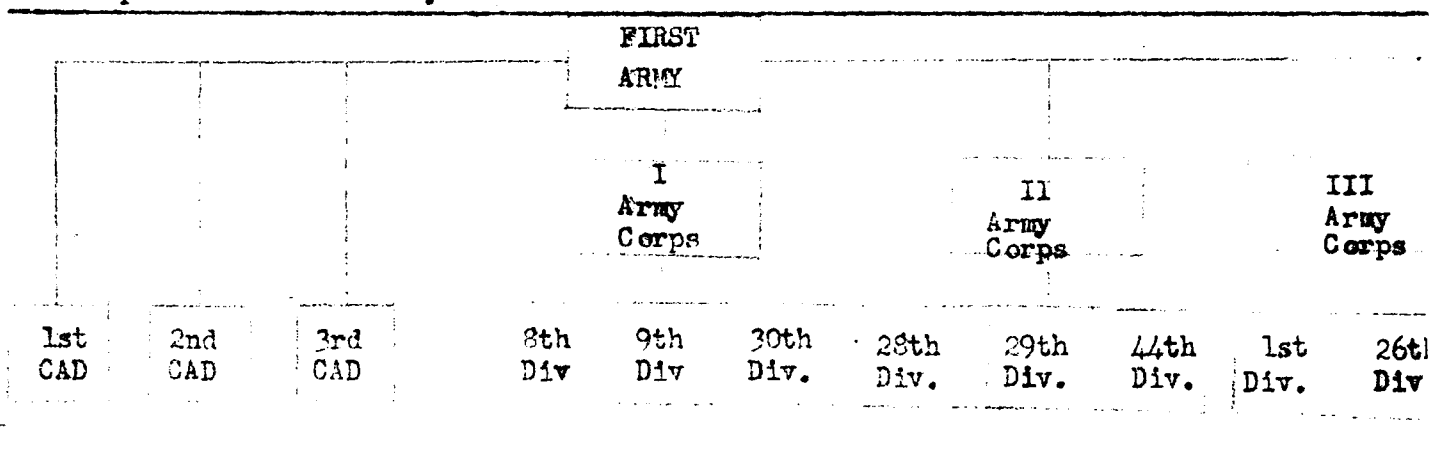 FIRST
ARMY
I
Army
Corps
II
Army
Corps
III
Army
Corps
1st 2nd 3rd 8th 9th 30th 28th 29th 44th 1st 26th
CAD CAD CAD Div Div Div. Div. Div. Div. Div. Div